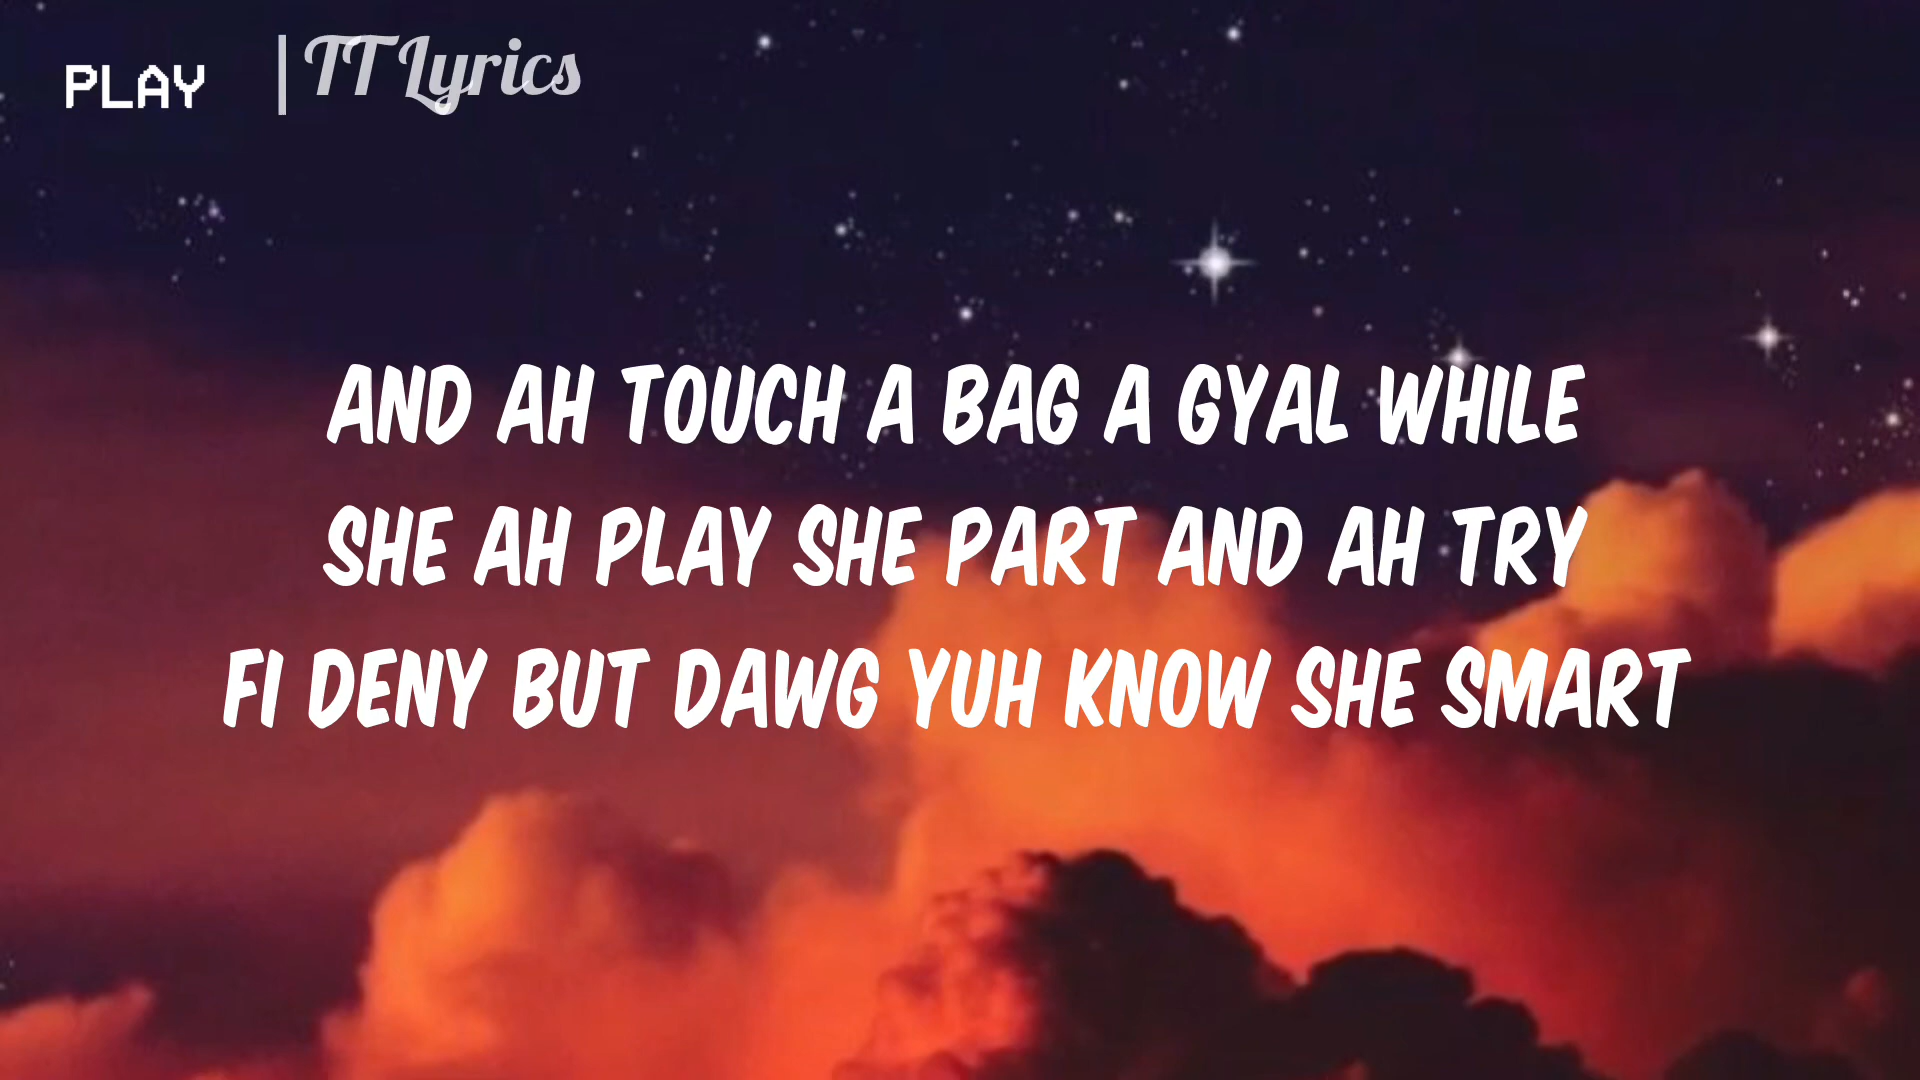 PLAY
| TT Lyrics
AND AH TOUCH A BAG A GYAL WHILE
SHE AH PLAY SHE PART AND AH TRY
FI DENY BUT DAWG YUH KNOW SHE SMART